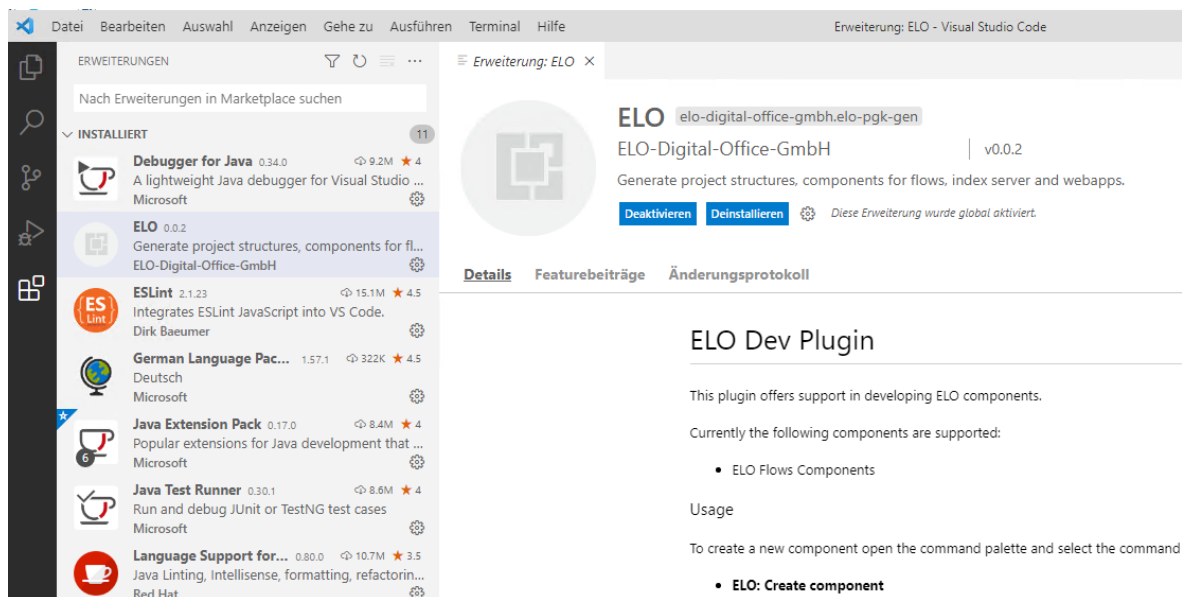 Datei Bearbeiten Auswahl Anzeigen Gehe zu Ausführen Terminal Hilfe Erweiterung: ELO - Visual Studio Code
ERWEITERUNGEN
Nach Erweiterungen in Marketplace suchen
INSTALLIERT 11
Debugger for Java 0.34.0 9.2M 4
A lightweight Java debugger for Visual Studio ...
Microsoft
ELO 0.0.2
Generate project structures, components for fl...
ELO-Digital-Office-GmbH
ESLint 2.1.23 15.1M 4.5
ES
Lint
Integrates ESLint JavaScript into VS Code.
Dirk Baeumer
German Language Pac... 1.57.1 322K 4.5
Deutsch
Microsoft
Java Extension Pack 0.17.0 8.4M 4
6
Popular extensions for Java development that ...
Microsoft
Java Test Runner 0.30.1 8.6M 4
Run and debug JUnit or TestNG test cases
Microsoft
Language Support for... 0.80.0 10.7M 3.5
Java Linting, Intellisense, formatting, refactorin...
Red Hat
Erweiterung: ELO
ELO elo-digital-office-gmbh.elo-pgk-gen
ELO-Digital-Office-GmbH v0.0.2
Generate project structures, components for flows, index server and webapps.
Deaktivieren Deinstallieren Diese Erweiterung wurde global aktiviert.
Details Featurebeiträge Änderungsprotokoll
ELO Dev Plugin
This plugin offers support in developing ELO components.
Currently the following components are supported:
• ELO Flows Components
Usage
To create a new component open the command palette and select the command
• ELO: Create component